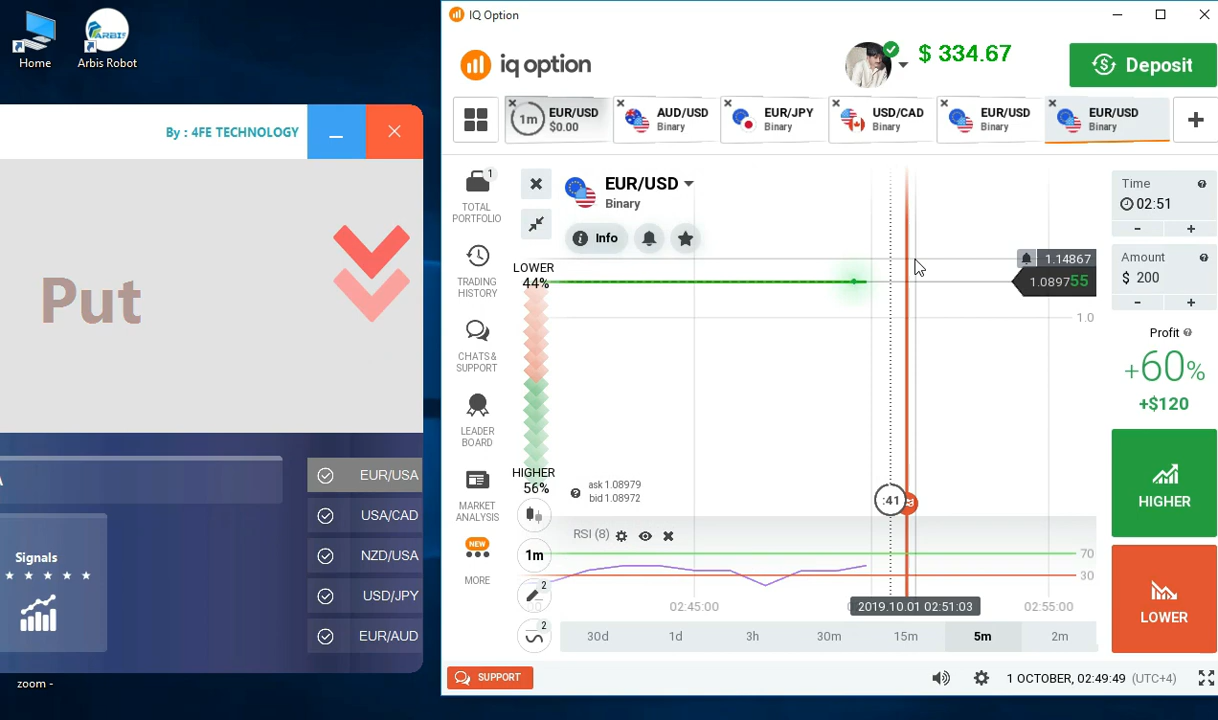 Home
ARBIS
Arbis Robot
By : 4FE TECHNOLOGY
Put
EUR/USA
USA/CAD
NZD/USA
USD/JPY
EUR/AUD
Signals
zoom -
IQ Option
iq option
$ 334.67
Deposit
1m
EUR/USD
$0.00
AUD/USD
Binary
EUR/JPY
Binary
USD/CAD
Binary
EUR/USD
Binary
EUR/USD
Binary
TOTAL
PORTFOLIO
1
TRADING
HISTORY
CHATS &
SUPPORT
LEADER
BOARD
MARKET
ANALYSIS
NEW
MORE
EUR/USD
Binary
Info
LOWER
44%
HIGHER
56%
1.14867
1.089755
1.0
ask 1.08979
bid 1.08972
:41
RSI (8)
70
30
1m
2
2
02:45:00
2019.10.01 02:51:03
02:55:00
30d
1d
3h
30m
15m
5m
2m
Time
02:51
-
+
Amount
$ 200
-
+
Profit
+60%
+$120
HIGHER
LOWER
SUPPORT
1 OCTOBER, 02:49:49 (UTC+4)